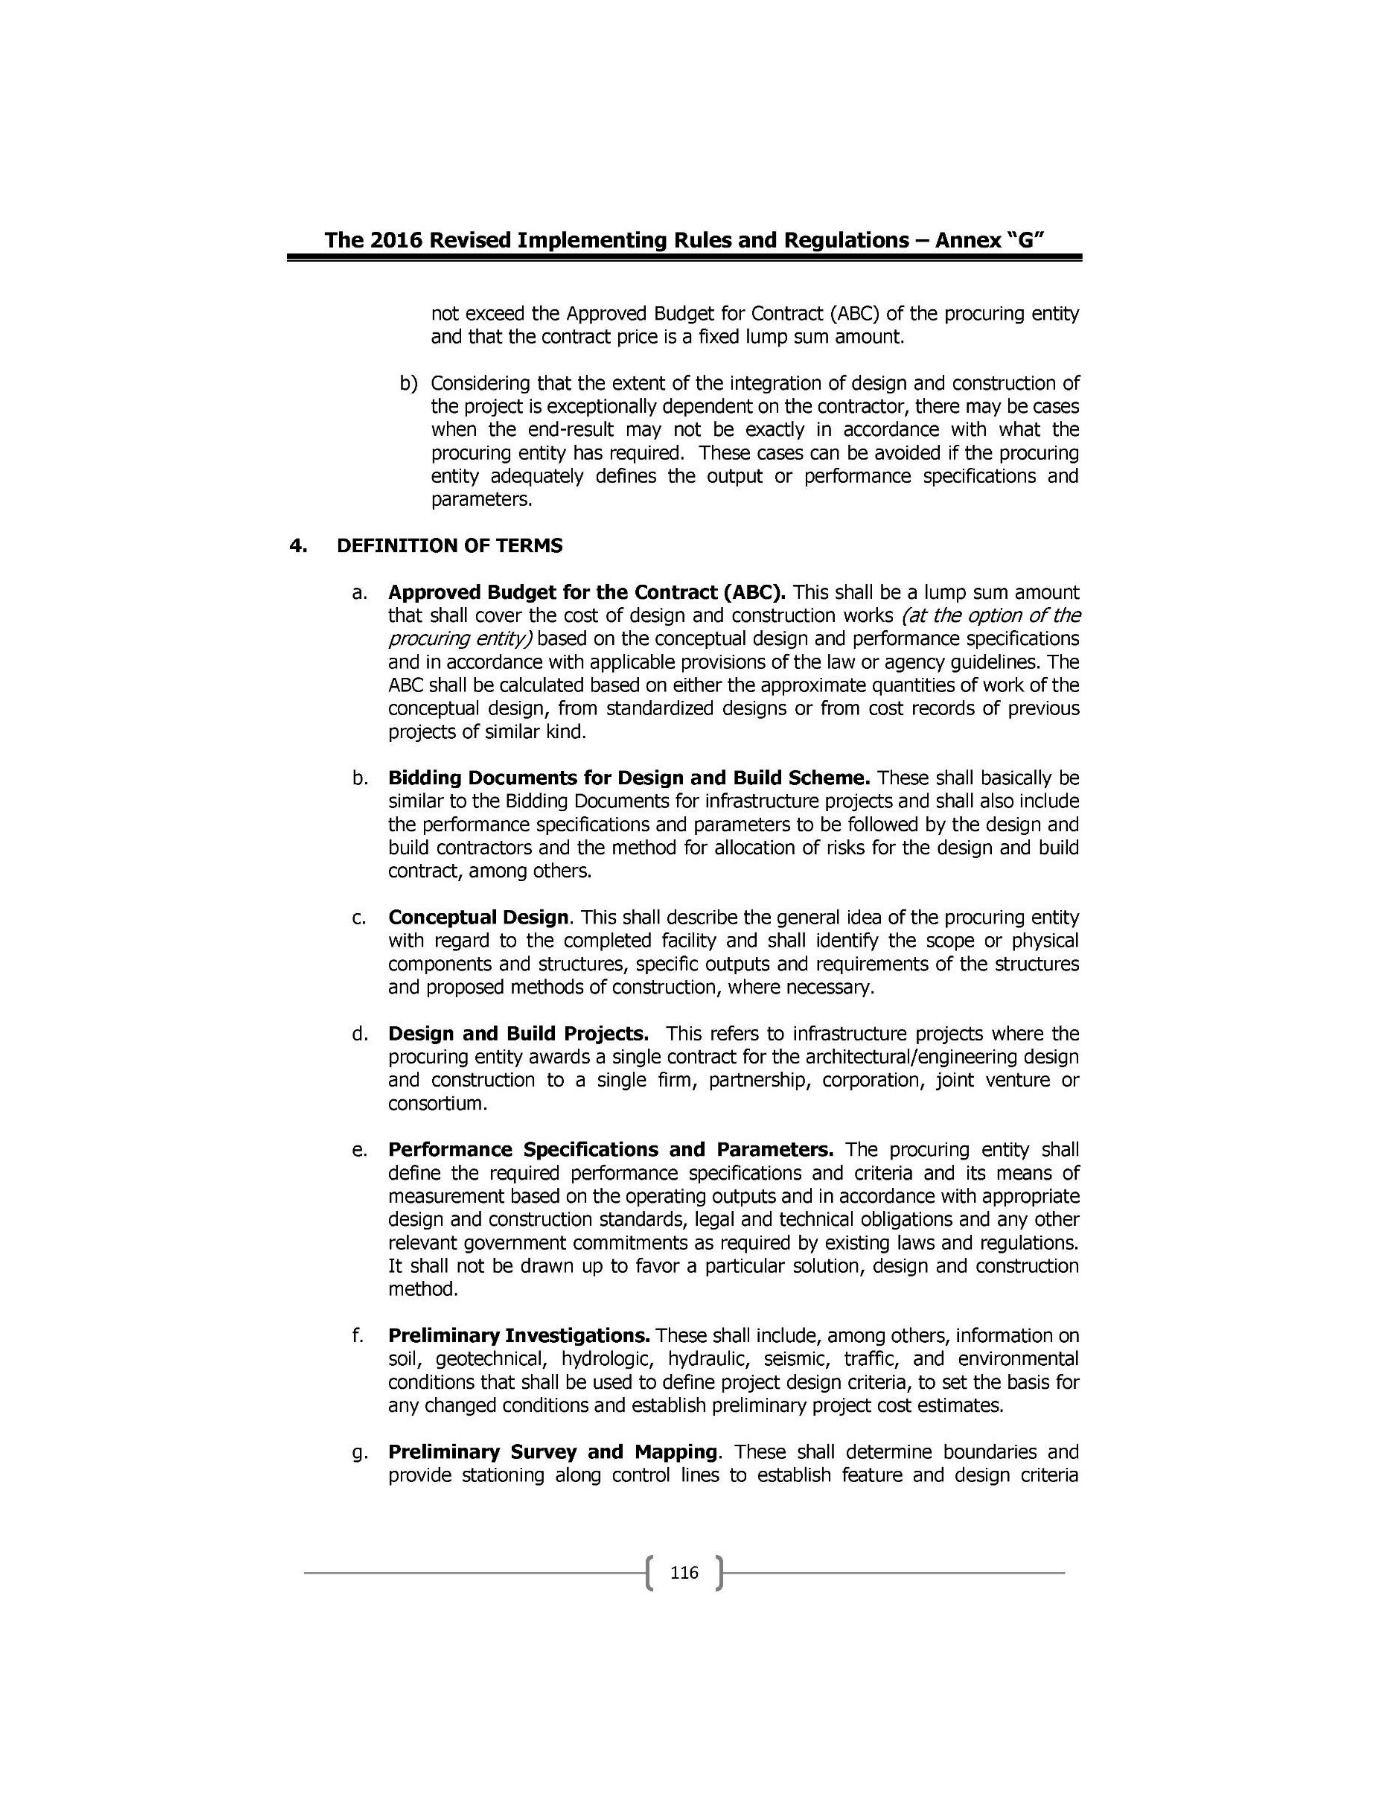 The 2016 Revised Implementing Rules and Regulations – Annex “G”
not exceed the Approved Budget for Contract (ABC) of the procuring entity
and that the contract price is a fixed lump sum amount.
b) Considering that the extent of the integration of design and construction of
the project is exceptionally dependent on the contractor, there may be cases
when the end-result may not be exactly in accordance with what the
procuring entity has required. These cases can be avoided if the procuring
entity adequately defines the output or performance specifications and
parameters.
4. DEFINITION OF TERMS
a. Approved Budget for the Contract (ABC). This shall be a lump sum amount
that shall cover the cost of design and construction works (at the option of the
procuring entity) based on the conceptual design and performance specifications
and in accordance with applicable provisions of the law or agency guidelines. The
ABC shall be calculated based on either the approximate quantities of work of the
conceptual design, from standardized designs or from cost records of previous
projects of similar kind.
b. Bidding Documents for Design and Build Scheme. These shall basically be
similar to the Bidding Documents for infrastructure projects and shall also include
the performance specifications and parameters to be followed by the design and
build contractors and the method for allocation of risks for the design and build
contract, among others.
c. Conceptual Design. This shall describe the general idea of the procuring entity
with regard to the completed facility and shall identify the scope or physical
components and structures, specific outputs and requirements of the structures
and proposed methods of construction, where necessary.
d. Design and Build Projects. This refers to infrastructure projects where the
procuring entity awards a single contract for the architectural/engineering design
and construction to a single firm, partnership, corporation, joint venture or
consortium.
e. Performance Specifications and Parameters. The procuring entity shall
define the required performance specifications and criteria and its means of
measurement based on the operating outputs and in accordance with appropriate
design and construction standards, legal and technical obligations and any other
relevant government commitments as required by existing laws and regulations.
It shall not be drawn up to favor a particular solution, design and construction
method.
f. Preliminary Investigations. These shall include, among others, information on
soil, geotechnical, hydrologic, hydraulic, seismic, traffic, and environmental
conditions that shall be used to define project design criteria, to set the basis for
any changed conditions and establish preliminary project cost estimates.
g. Preliminary Survey and Mapping. These shall determine boundaries and
provide stationing along control lines to establish feature and design criteria
116